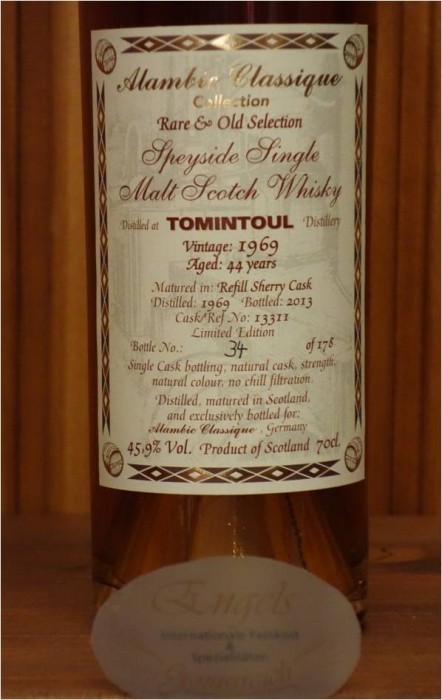 Alambic Classique
Collection
Rare & Old Selection
Speyside Single
Malt Scotch Whisky
Distilled at TOMINTOUL Distillery
Vintage: 1969
Aged: 44 years
Matured in: Refill Sherry Cask
Distilled: 1969 Bottled: 2013
Cask/Ref No: 13311
Limited Edition
Bottle No.: 34 of 178
Single Cask bottling, natural cask, strength,
natural colour, no chill filtration.
Distilled, matured in Scotland,
and exclusively bottled for:
Alambic Classique, Germany
45,9% Vol. Product of Scotland 70cl.
Engels
Internationale Feinkost
&
Spezialitäten